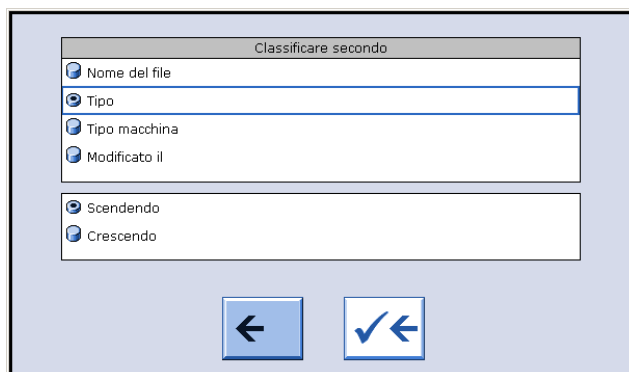 Classificare secondo
Nome del file
Tipo
Tipo macchina
Modificato il
Scendendo
Crescendo